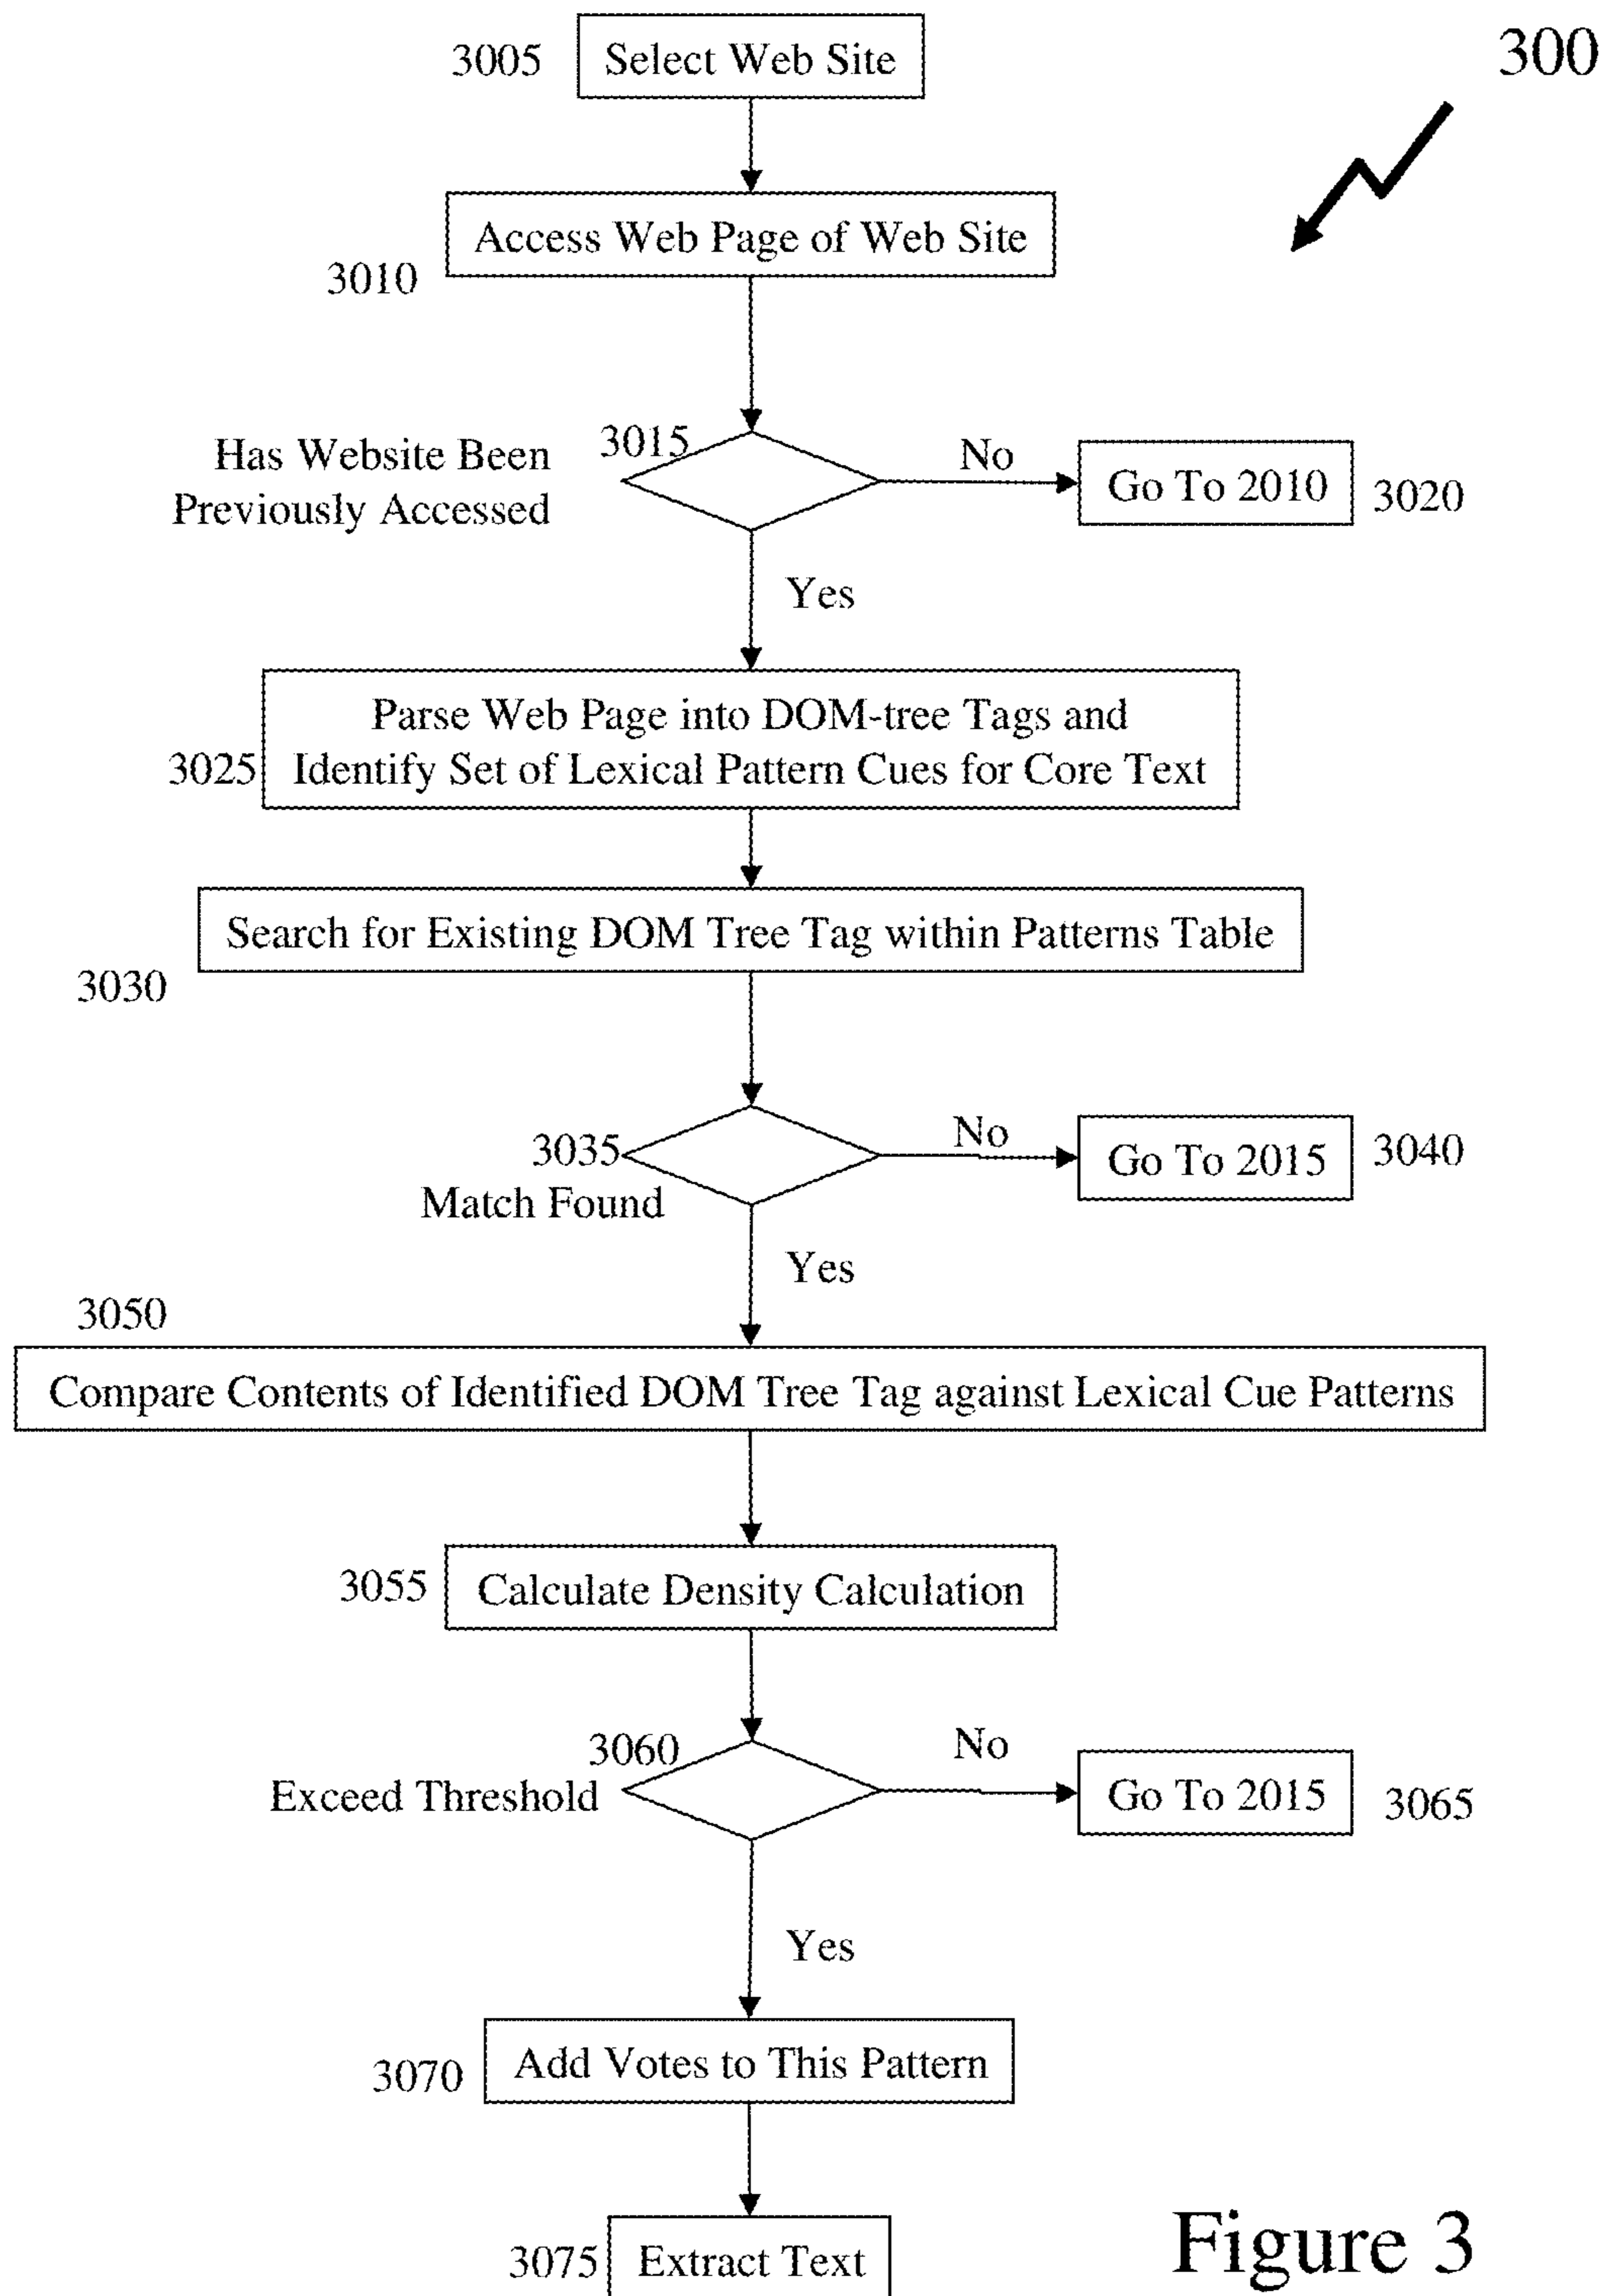 300
3005
Select Web Site
Access Web Page of Web Site
3010
3015
Has Website Been
Previously Accessed
No
Go To 2010
3020
Yes
Parse Web Page into DOM-tree Tags and
Identify Set of Lexical Pattern Cues for Core Text
3025
Search for Existing DOM Tree Tag within Patterns Table
3030
3035
Match Found
No
Go To 2015
3040
Yes
3050
Compare Contents of Identified DOM Tree Tag against Lexical Cue Patterns
3055
Calculate Density Calculation
3060
Exceed Threshold
No
Go To 2015
3065
Yes
3070
Add Votes to This Pattern
3075
Extract Text
Figure 3